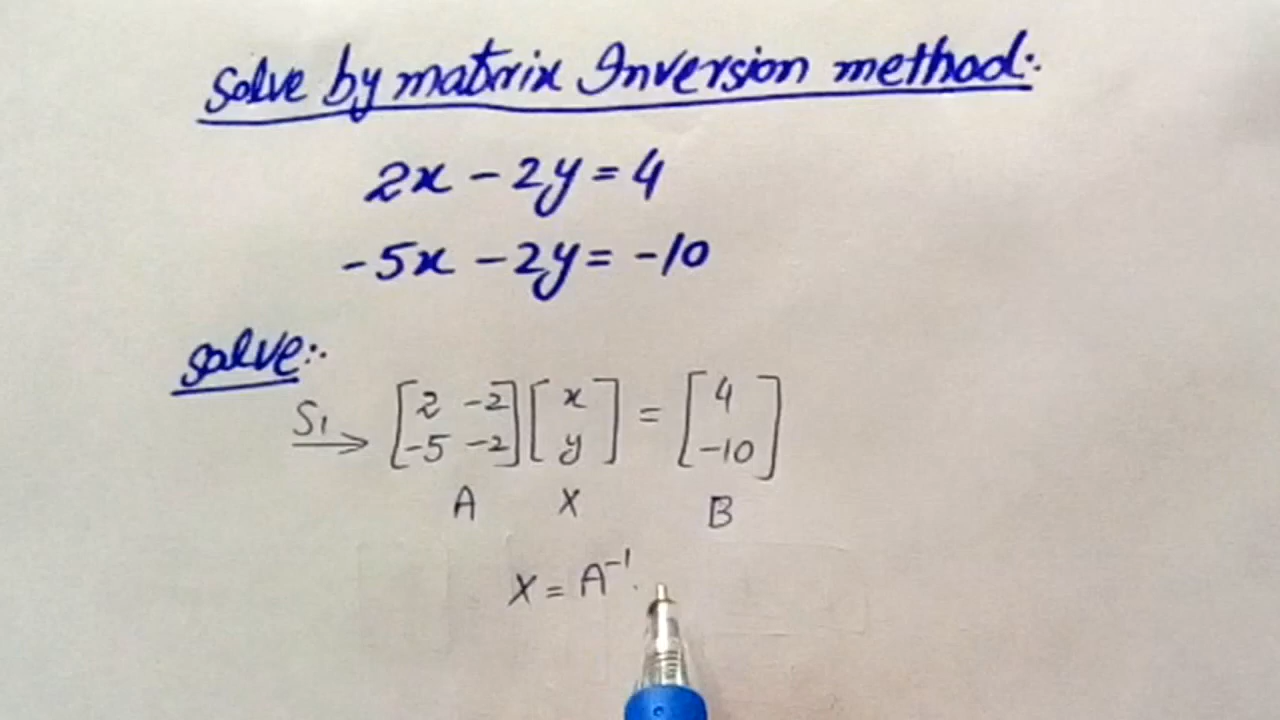 Solve by matrix Inversion method:.
2x - 2y = 4
-5x - 2y = -10
Solve:.
S1 → [2 -2 -5 -2] [x y] = [4 -10]
A X B
X = A⁻¹.